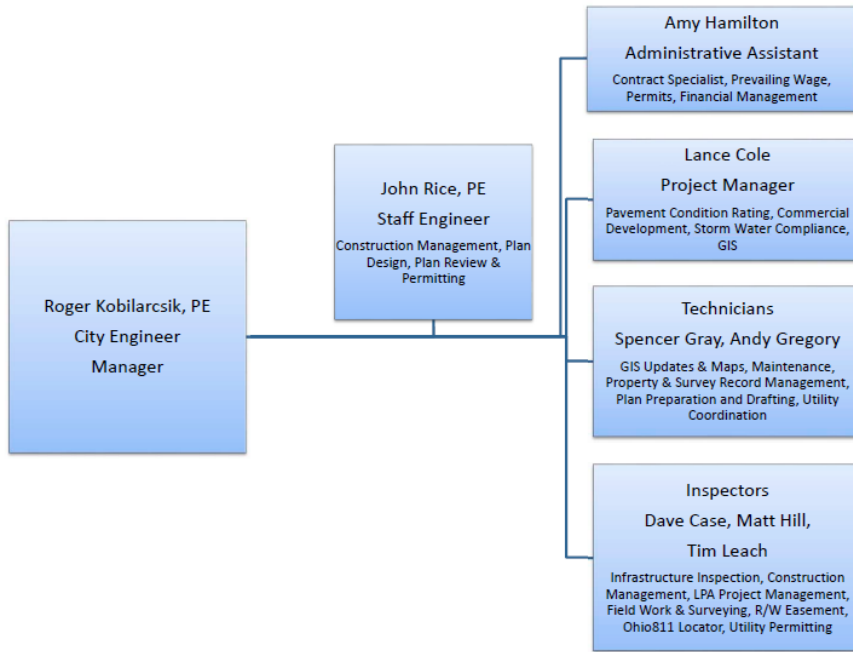 Roger Kobilarcsik, PE
City Engineer
Manager
John Rice, PE
Staff Engineer
Construction Management, Plan
Design, Plan Review &
Permitting
Amy Hamilton
Administrative Assistant
Contract Specialist, Prevailing Wage,
Permits, Financial Management
Lance Cole
Project Manager
Pavement Condition Rating, Commercial
Development, Storm Water Compliance,
GIS
Technicians
Spencer Gray, Andy Gregory
GIS Updates & Maps, Maintenance,
Property & Survey Record Management,
Plan Preparation and Drafting, Utility
Coordination
Inspectors
Dave Case, Matt Hill,
Tim Leach
Infrastructure Inspection, Construction
Management, LPA Project Management,
Field Work & Surveying, R/W Easement,
Ohio811 Locator, Utility Permitting